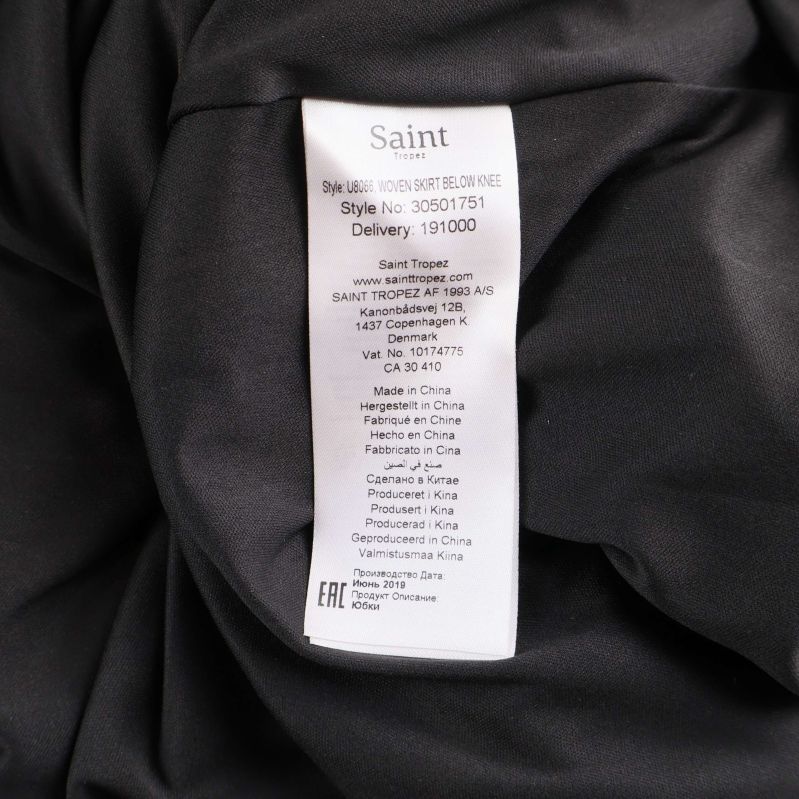 Saint
Tropez
Style: U8066, WOVEN SKIRT BELOW KNEE
Style No: 30501751
Delivery: 191000
Saint Tropez
www.sainttropez.com
SAINT TROPEZ AF 1993 A/S
Kanonbådsvej 12B,
1437 Copenhagen K.
Denmark
Vat. No. 10174775
CA 30 410
Made in China
Hergestellt in China
Fabriqué en Chine
Hecho en China
Fabbricato in Cina
صنع في الصين
Сделано в Китае
Produceret i Kina
Produsert i Kina
Producerad i Kina
Geproduceerd in China
Valmistusmaa Kiina
Производство Дата:
Июнь 2019
Продукт Описание:
Юбки
EAC